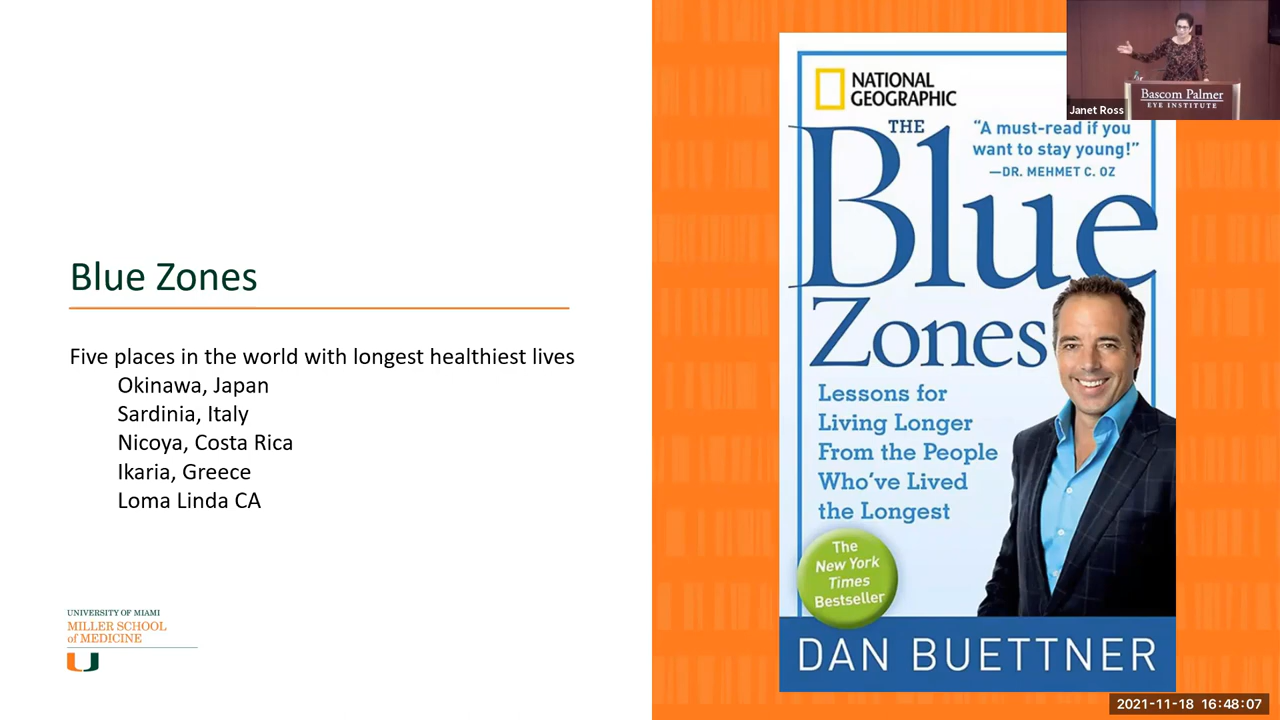 Blue Zones
Five places in the world with longest healthiest lives
Okinawa, Japan
Sardinia, Italy
Nicoya, Costa Rica
Ikaria, Greece
Loma Linda CA
UNIVERSITY OF MIAMI
MILLER SCHOOL
of MEDICINE
NATIONAL
GEOGRAPHIC
THE
Blue
Zones
“A must-read if you
want to stay young!”
—DR. MEHMET C. OZ
Lessons for
Living Longer
From the People
Who’ve Lived
the Longest
The
New York
Times
Bestseller
DAN BUETTNER
Bascom Palmer
EYE INSTITUTE
Janet Ross
2021-11-18 16:48:07